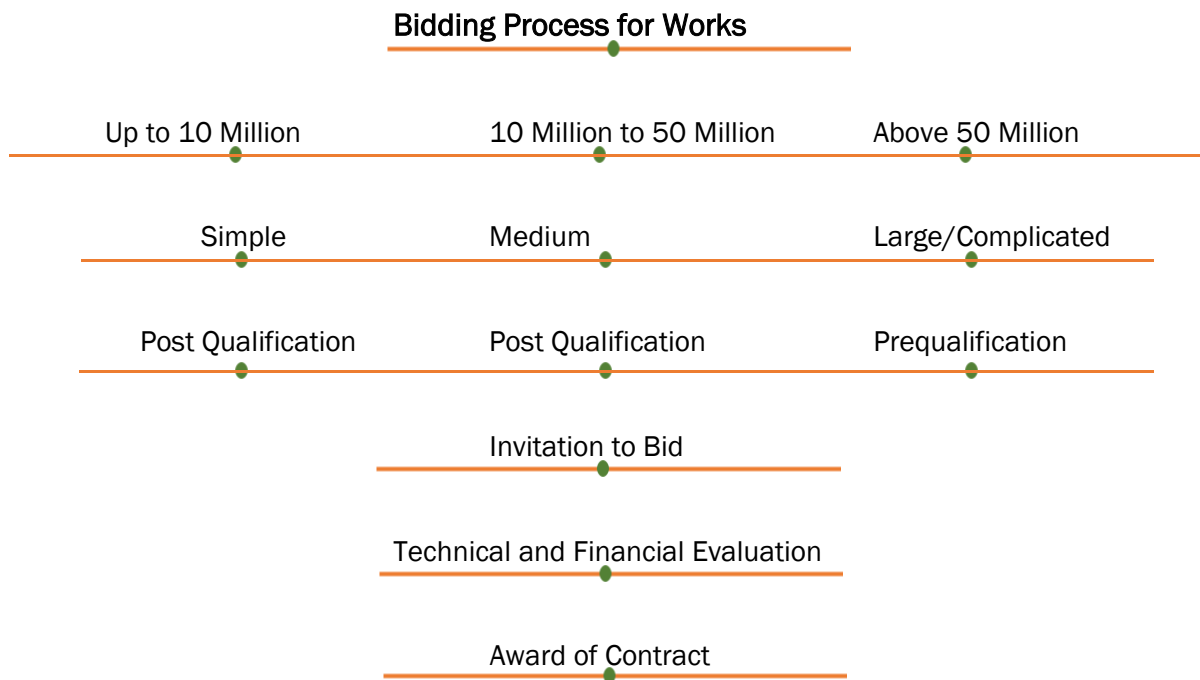 Bidding Process for Works
Up to 10 Million 10 Million to 50 Million Above 50 Million
Simple Medium Large/Complicated
Post Qualification Post Qualification Prequalification
Invitation to Bid
Technical and Financial Evaluation
Award of Contract